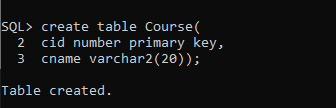 SQL> create table Course(
  2  cid number primary key,
  3  cname varchar2(20));
Table created.